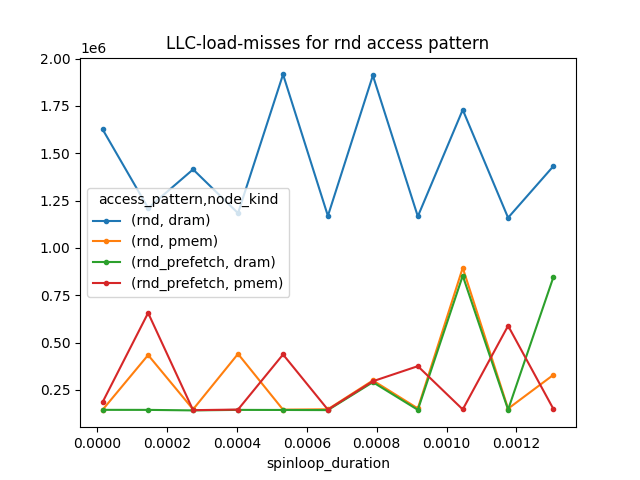 LLC-load-misses for rnd access pattern
1e6
2.00
1.75
1.50
1.25
1.00
0.75
0.50
0.25
access_pattern,node_kind
(rnd, dram)
(rnd, pmem)
(rnd_prefetch, dram)
(rnd_prefetch, pmem)
0.0000 0.0002 0.0004 0.0006 0.0008 0.0010 0.0012
spinloop_duration